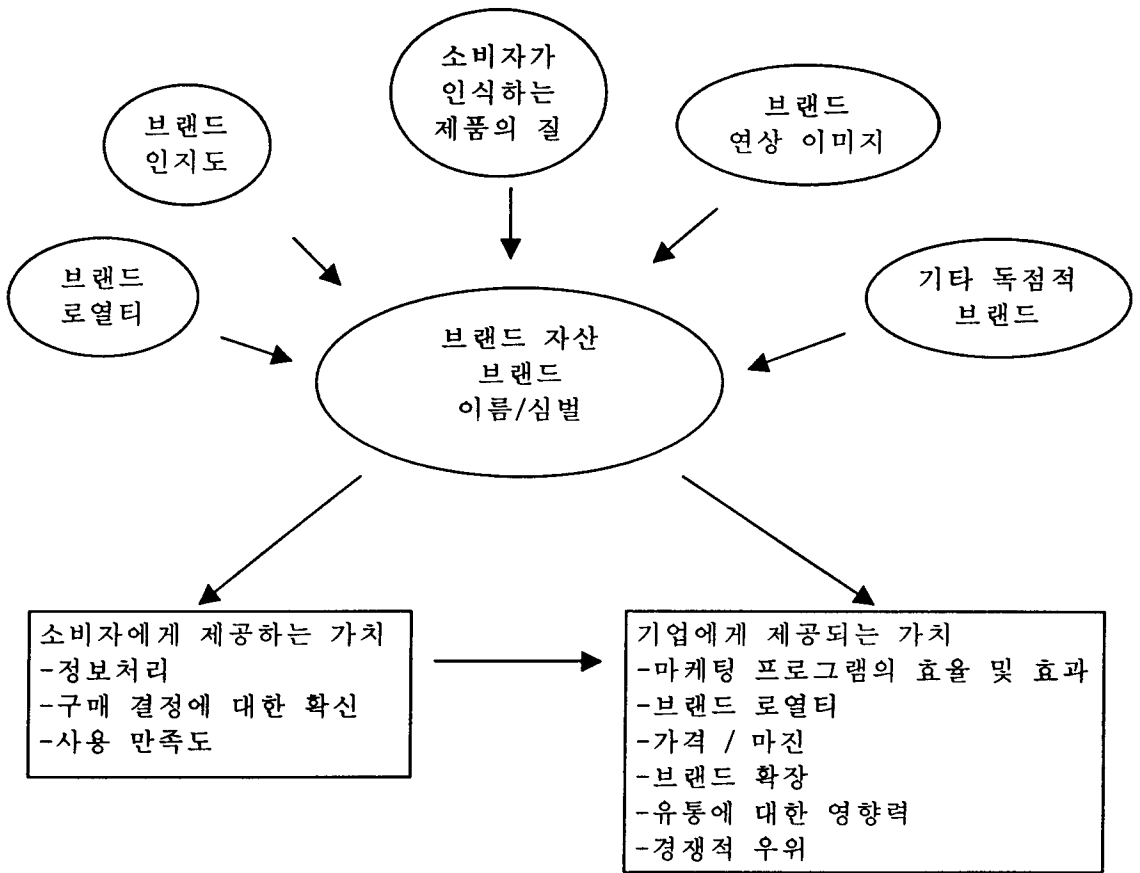 소비자가
인식하는
제품의 질
브랜드
연상 이미지
브랜드
인지도
브랜드
로열티
기타 독점적
브랜드
브랜드 자산
브랜드
이름/심벌
소비자에게 제공하는 가치
-정보처리
-구매 결정에 대한 확신
-사용 만족도
기업에게 제공되는 가치
-마케팅 프로그램의 효율 및 효과
-브랜드 로열티
-가격 / 마진
-브랜드 확장
-유통에 대한 영향력
-경쟁적 우위